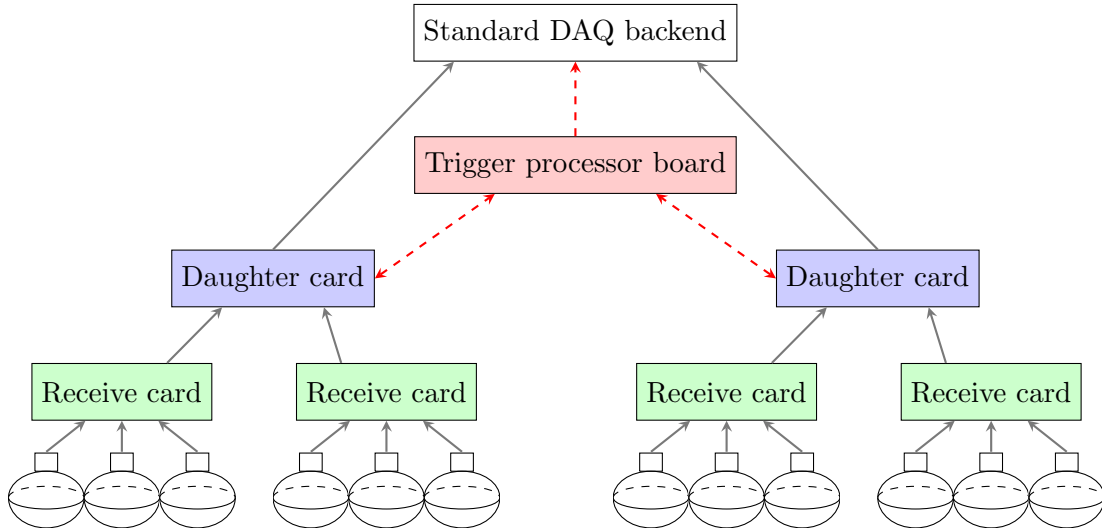 Standard DAQ backend
Trigger processor board
Daughter card
Daughter card
Receive card
Receive card
Receive card
Receive card